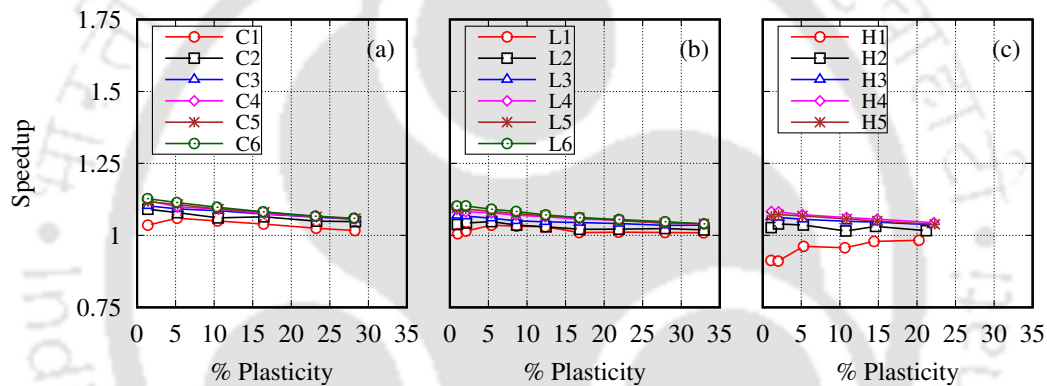 1.75
1.5
1.25
1
0.75
Speedup
C1
C2
C3
C4
C5
C6
(a)
0 5 10 15 20 25 30 35
% Plasticity
L1
L2
L3
L4
L5
L6
(b)
0 5 10 15 20 25 30 35
% Plasticity
H1
H2
H3
H4
H5
(c)
0 5 10 15 20 25 30 35
% Plasticity